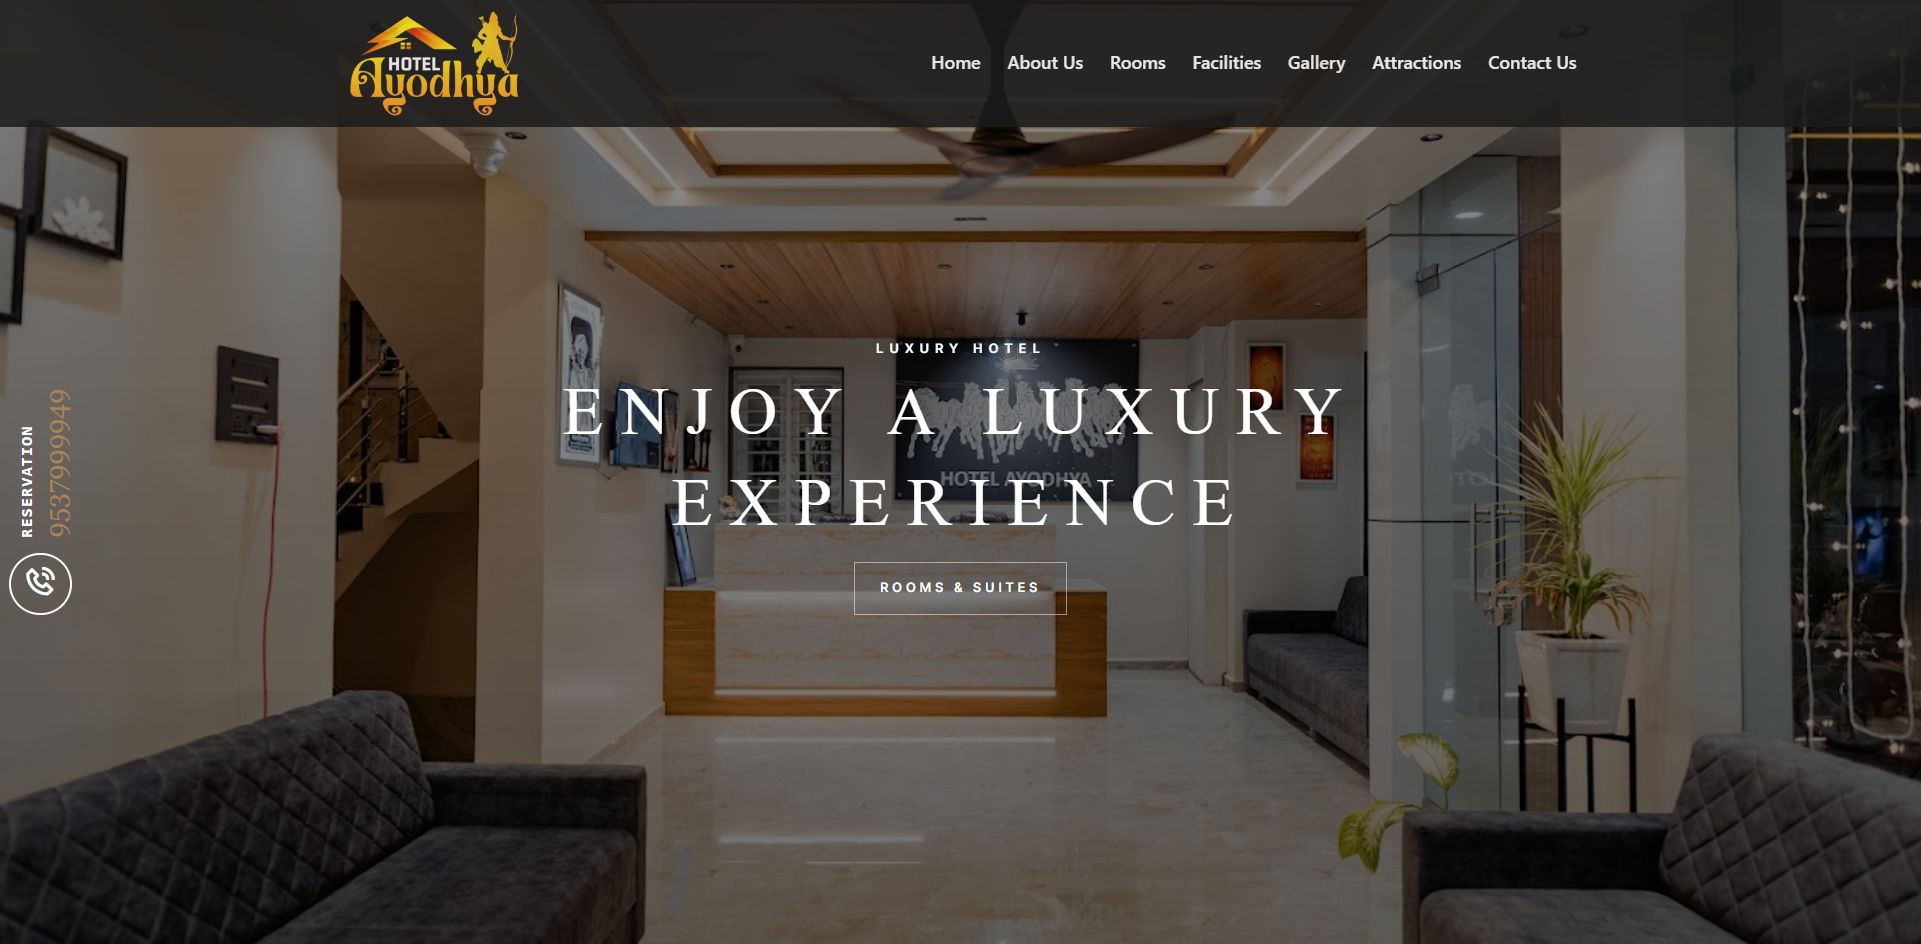 HOTEL
Ayodhya
Home About Us Rooms Facilities Gallery Attractions Contact Us
LUXURY HOTEL
ENJOY A LUXURY
EXPERIENCE
HOTEL AYODHYA
ROOMS & SUITES
RESERVATION
9537999949